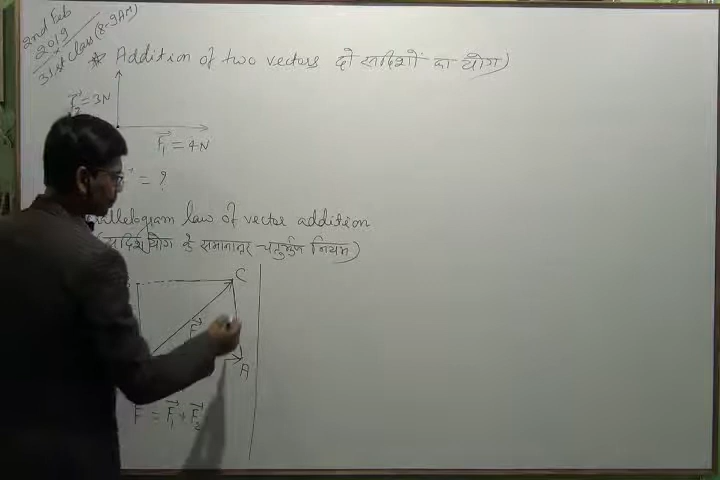 2nd Feb
2019
31st class (8-9AM)
* Addition of two vectors दो सदिशों का योग)
F₂ = 3N
F₁ = 4N
= ?
allelogram law of vector addition
(सदिश योग के समानान्तर चतुर्भुज नियम)
C
F
A
F = F₁ + F₂